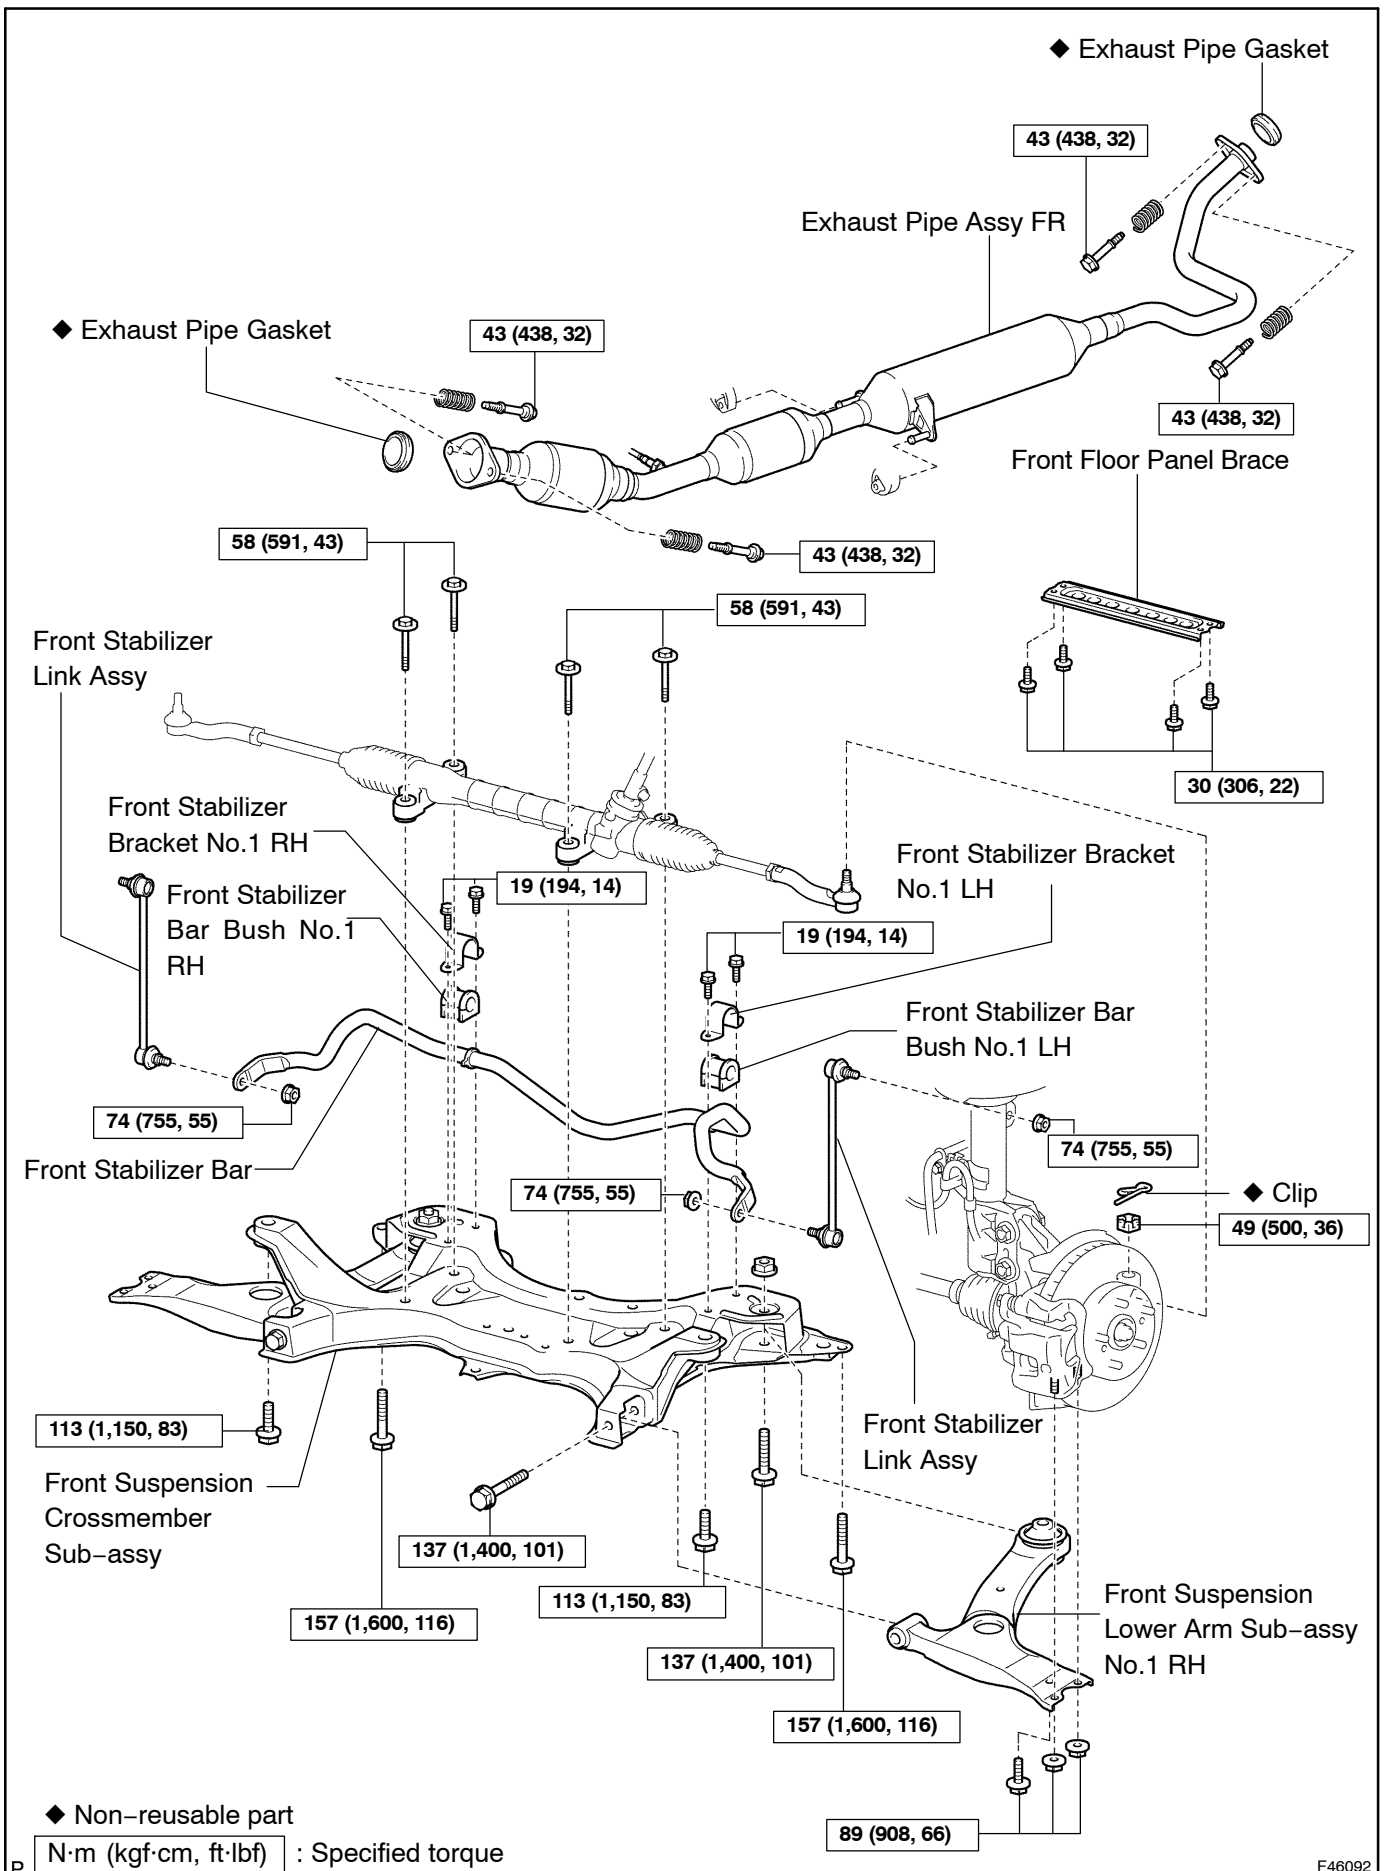 ◆ Exhaust Pipe Gasket
43 (438, 32)
Exhaust Pipe Assy FR
◆ Exhaust Pipe Gasket
43 (438, 32)
43 (438, 32)
Front Floor Panel Brace
58 (591, 43)
43 (438, 32)
58 (591, 43)
Front Stabilizer
Link Assy
30 (306, 22)
Front Stabilizer
Bracket No.1 RH
Front Stabilizer Bracket
No.1 LH
19 (194, 14)
Front Stabilizer
Bar Bush No.1
RH
19 (194, 14)
Front Stabilizer Bar
Bush No.1 LH
74 (755, 55)
74 (755, 55)
Front Stabilizer Bar
74 (755, 55)
◆ Clip
49 (500, 36)
113 (1,150, 83)
Front Stabilizer
Link Assy
Front Suspension
Crossmember
Sub−assy
137 (1,400, 101)
113 (1,150, 83)
157 (1,600, 116)
137 (1,400, 101)
Front Suspension
Lower Arm Sub−assy
No.1 RH
157 (1,600, 116)
89 (908, 66)
◆ Non−reusable part
N·m (kgf·cm, ft·lbf) : Specified torque
P
F46092